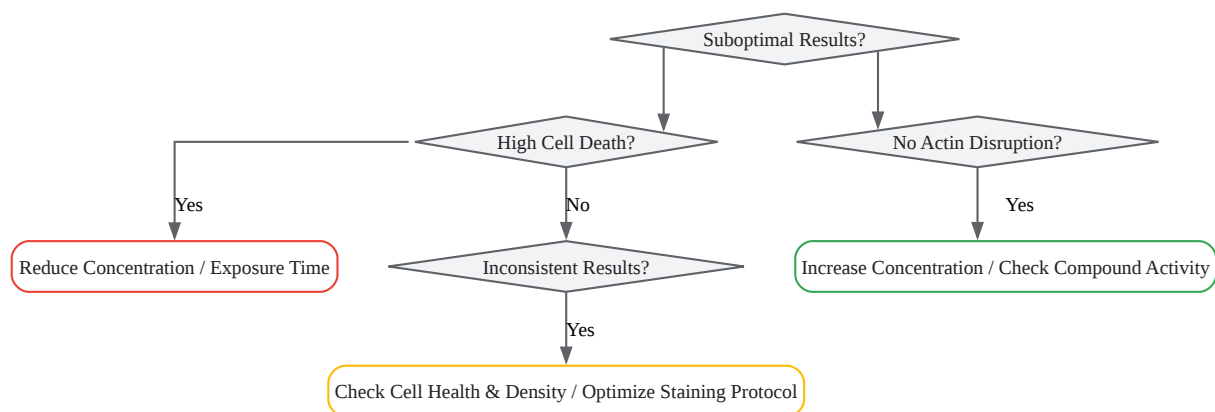 Suboptimal Results?
High Cell Death?
No Actin Disruption?
Yes
No
Yes
Reduce Concentration / Exposure Time
Inconsistent Results?
Increase Concentration / Check Compound Activity
Yes
Check Cell Health & Density / Optimize Staining Protocol